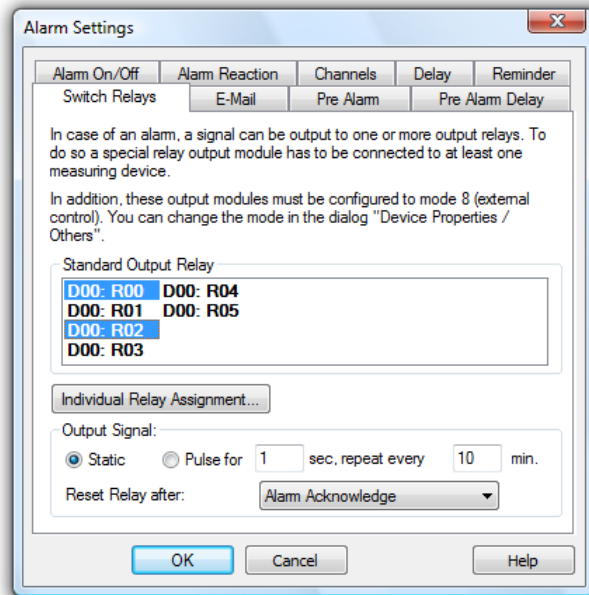 Alarm Settings
Alarm On/Off Alarm Reaction Channels Delay Reminder
Switch Relays E-Mail Pre Alarm Pre Alarm Delay
In case of an alarm, a signal can be output to one or more output relays. To
do so a special relay output module has to be connected to at least one
measuring device.
In addition, these output modules must be configured to mode 8 (external
control). You can change the mode in the dialog "Device Properties /
Others".
Standard Output Relay
D00: R00 D00: R04
D00: R01 D00: R05
D00: R02
D00: R03
Individual Relay Assignment...
Output Signal:
Static Pulse for 1 sec, repeat every 10 min.
Reset Relay after: Alarm Acknowledge
OK Cancel Help